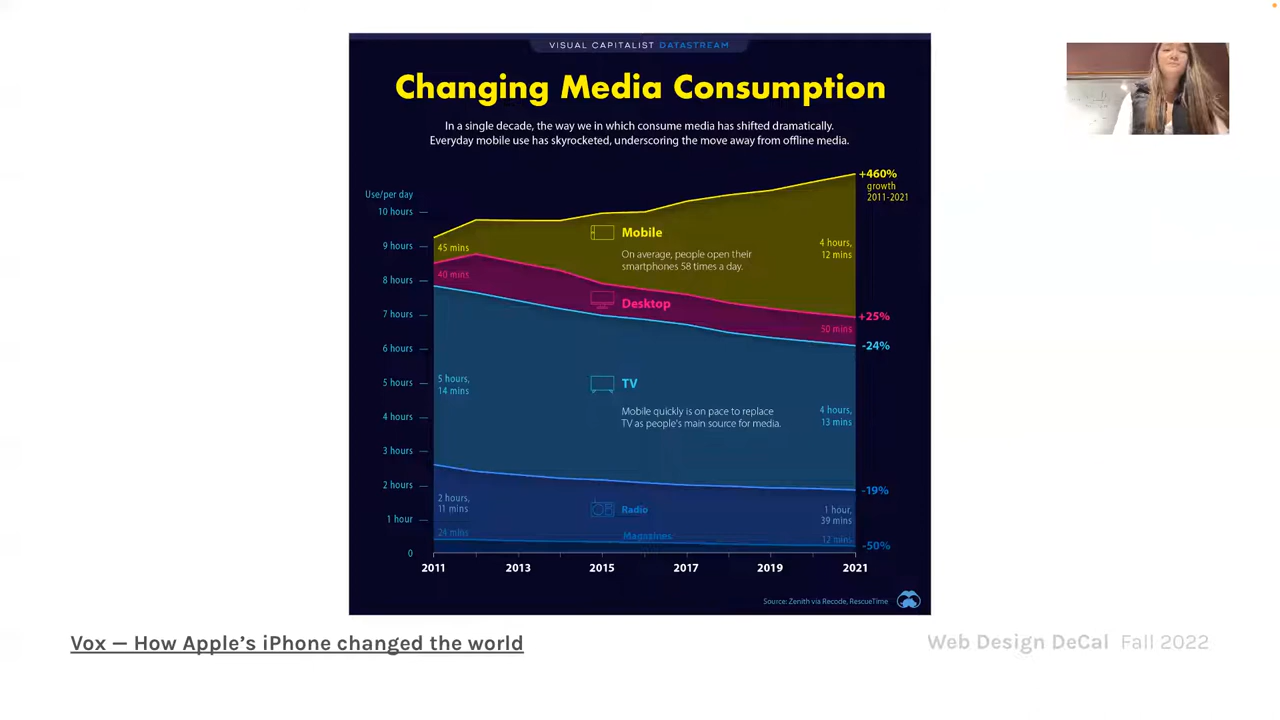 VISUAL CAPITALIST DATASTREAM
Changing Media Consumption
In a single decade, the way we in which consume media has shifted dramatically.
Everyday mobile use has skyrocketed, underscoring the move away from offline media.
+460%
growth
2011-2021
Use/per day
10 hours
9 hours
8 hours
7 hours
6 hours
5 hours
4 hours
3 hours
2 hours
1 hour
0
45 mins
Mobile
On average, people open their
smartphones 58 times a day.
4 hours,
12 mins
40 mins
Desktop
50 mins
+25%
-24%
5 hours,
14 mins
TV
Mobile quickly is on pace to replace
TV as people's main source for media.
4 hours,
13 mins
-19%
2 hours,
11 mins
Radio
1 hour,
39 mins
24 mins
Magazines
12 mins
-50%
2011
2013
2015
2017
2019
2021
Source: Zenith via Recode, RescueTime
Vox — How Apple’s iPhone changed the world
Web Design DeCal Fall 2022